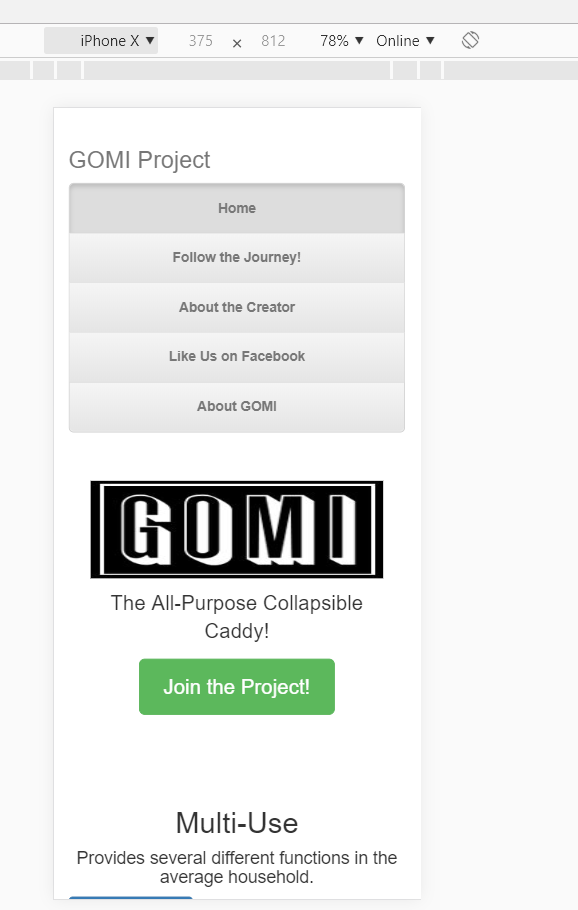 iPhone X ▼ 375 × 812 78% ▼ Online ▼
GOMI Project
Home
Follow the Journey!
About the Creator
Like Us on Facebook
About GOMI
GOMI
The All-Purpose Collapsible
Caddy!
Join the Project!
Multi-Use
Provides several different functions in the
average household.